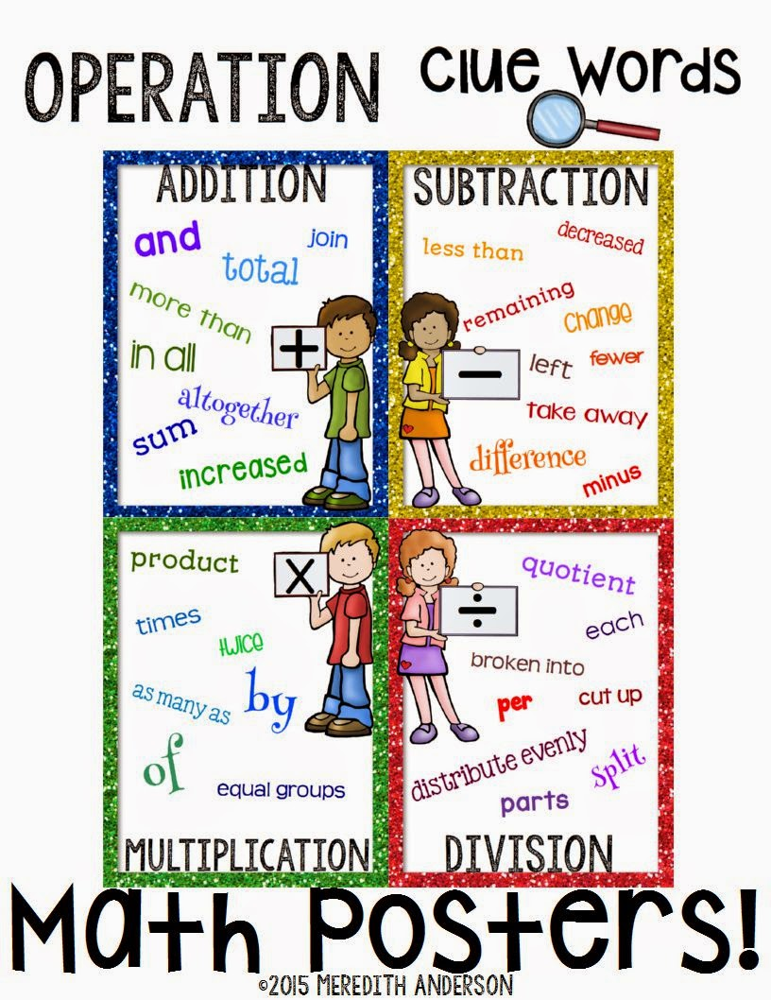 OPERATION
Clue Words
ADDITION
and
join
total
more than
in all
altogether
sum
increased
+
SUBTRACTION
decreased
less than
remaining
change
left
fewer
take away
difference
minus
−
product
times
twice
as many as
by
of
equal groups
x
MULTIPLICATION
quotient
each
broken into
per
cut up
distribute evenly
split
parts
÷
DIVISION
Math Posters!
©2015 MEREDITH ANDERSON